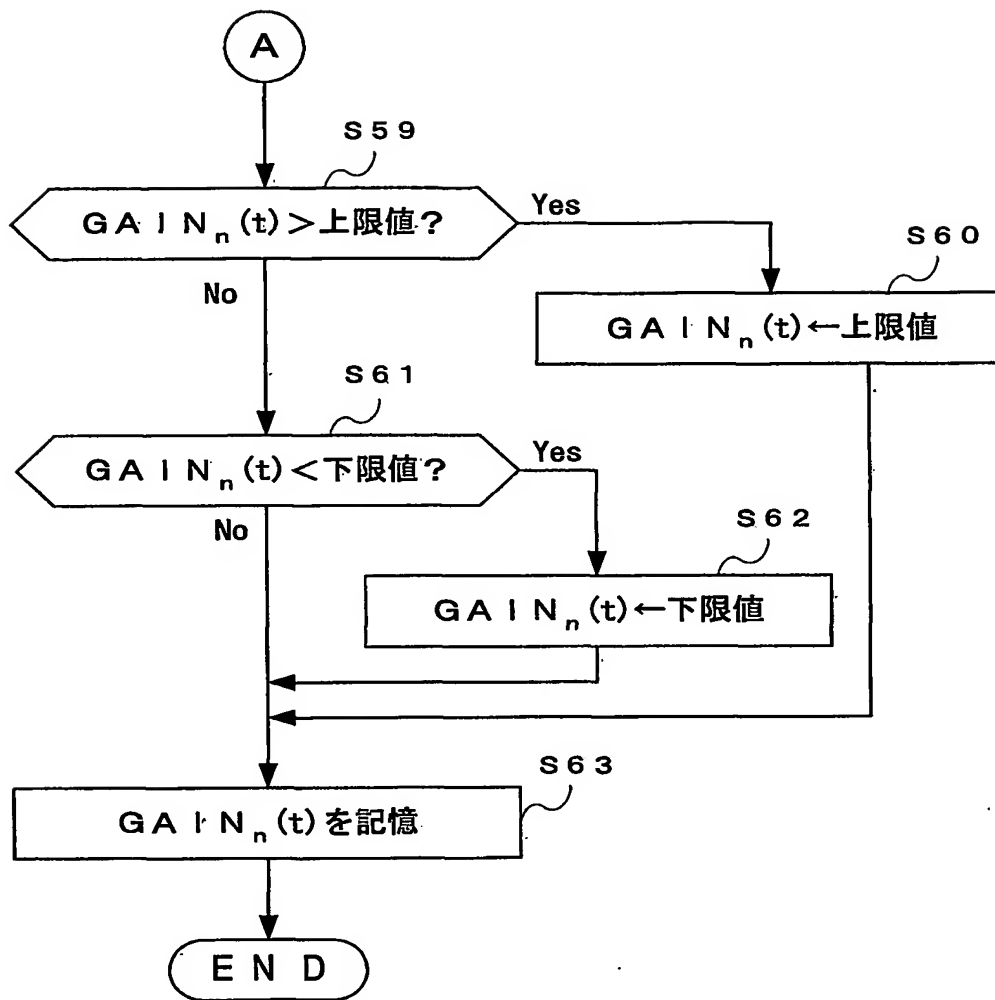 A
S59
GAIN_n(t)>上限値?
Yes
No
S60
GAIN_n(t)←上限値
S61
GAIN_n(t)<下限値?
Yes
No
S62
GAIN_n(t)←下限値
S63
GAIN_n(t)を記憶
END